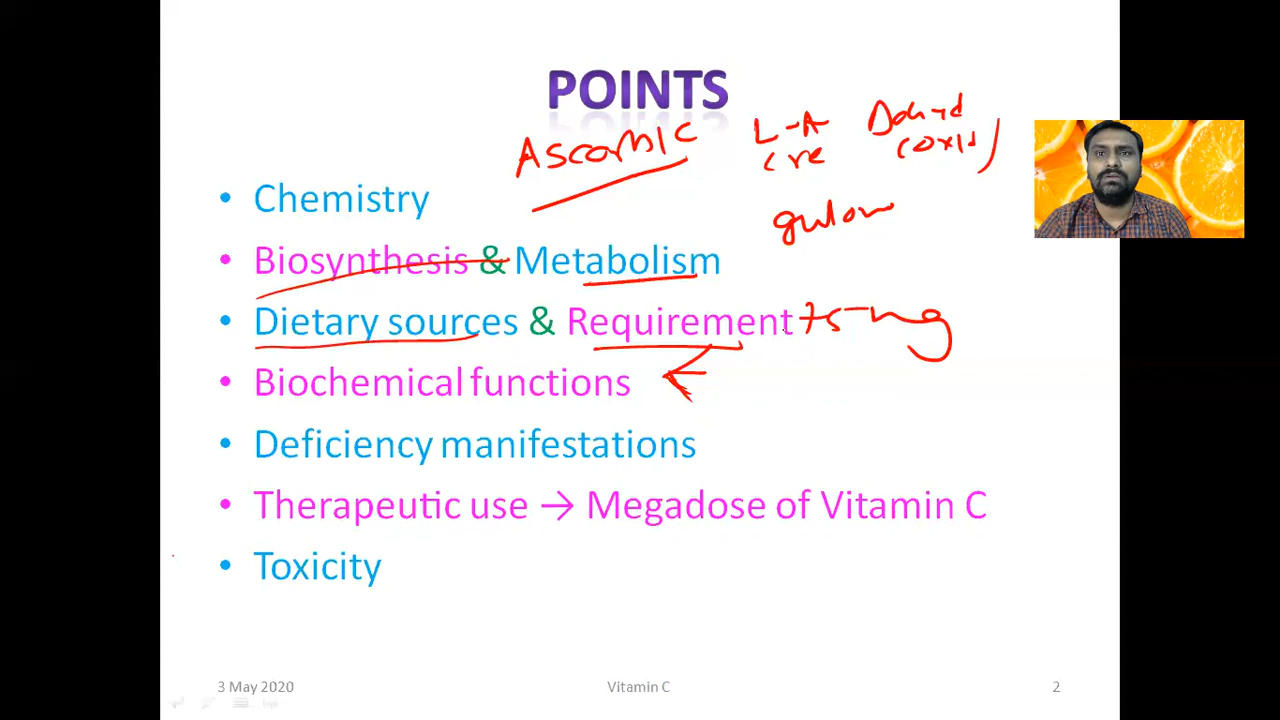 POINTS
Ascorbic
L-A
• Chemistry
• Biosynthesis & Metabolism
• Dietary sources & Requirement 75-mg
• Biochemical functions
• Deficiency manifestations
• Therapeutic use → Megadose of Vitamin C
• Toxicity
3 May 2020
Vitamin C
2